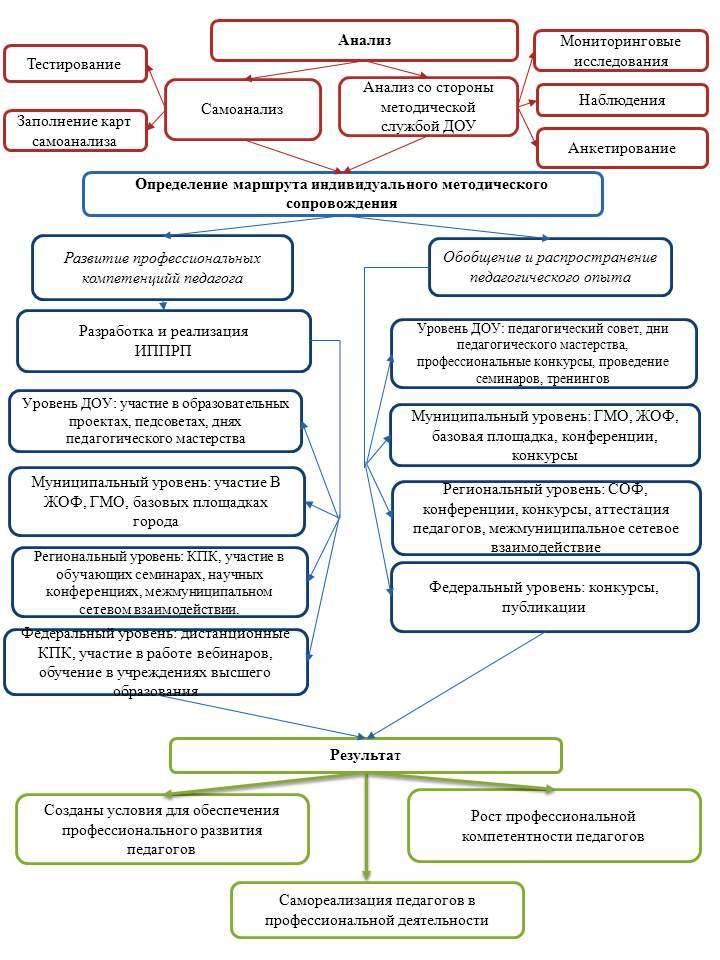 Анализ
Тестирование
Заполнение карт
самоанализа
Самоанализ
Анализ со стороны
методической
службой ДОУ
Мониторинговые
исследования
Наблюдения
Анкетирование
Определение маршрута индивидуального методического
сопровождения
Развитие профессиональных
компетенциий педагога
Разработка и реализация
ИППРП
Уровень ДОУ: участие в образовательных
проектах, педсоветах, днях
педагогического мастерства
Муниципальный уровень: участие В
ЖОФ, ГМО, базовых площадках
города
Региональный уровень: КПК, участие в
обучающих семинарах, научных
конференциях, межмуниципальном
сетевом взаимодействии.
Федеральный уровень: дистанционные
КПК, участие в работе вебинаров,
обучение в учреждениях высшего
образования
Обобщение и распространение
педагогического опыта
Уровень ДОУ: педагогический совет, дни
педагогического мастерства,
профессиональные конкурсы, проведение
семинаров, тренингов
Муниципальный уровень: ГМО, ЖОФ,
базовая площадка, конференции,
конкурсы
Региональный уровень: СОФ,
конференции, конкурсы, аттестация
педагогов, межмуниципальное сетевое
взаимодействие
Федеральный уровень: конкурсы,
публикации
Результат
Созданы условия для обеспечения
профессионального развития
педагогов
Рост профессиональной
компетентности педагогов
Самореализация педагогов в
профессиональной деятельности